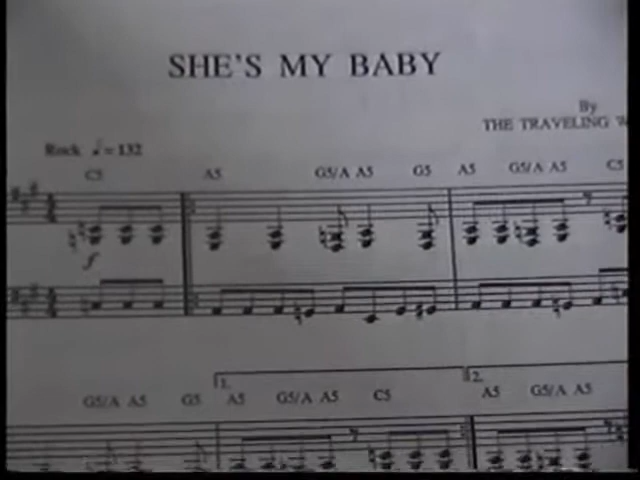 SHE'S MY BABY
By
THE TRAVELING W
Rock ♩ = 132
C5 A5 G5/A A5 G5 A5 G5/A A5 C5
f
1. 2.
G5/A A5 G5 A5 G5/A A5 C5 A5 G5/A A5